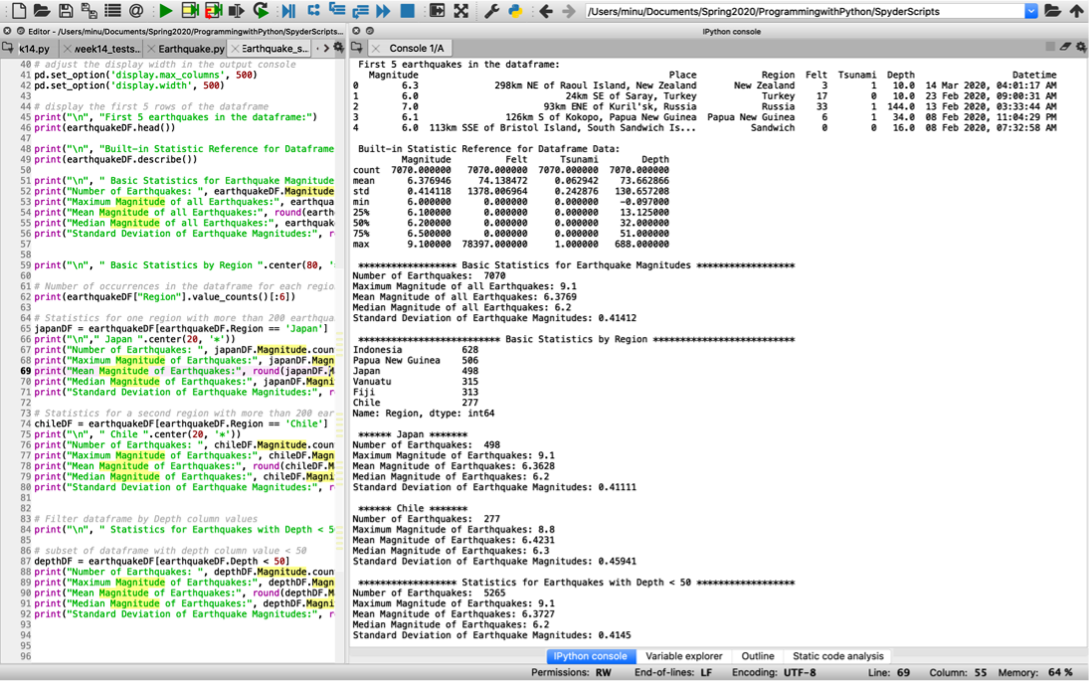 /Users/minu/Documents/Spring2020/ProgrammingwithPython/SpyderScripts
Editor - /Users/minu/Documents/Spring2020/ProgrammingwithPython/SpyderScripts...
k14.py week14_tests... Earthquake.py Earthquake_s...
40 # adjust the display width in the output console
41 pd.set_option('display.max_columns', 500)
42 pd.set_option('display.width', 500)
43
44 # display the first 5 rows of the dataframe
45 print("\n", "First 5 earthquakes in the dataframe:")
46 print(earthquakeDF.head())
47
48 print("\n", "Built-in Statistic Reference for Dataframe
49 print(earthquakeDF.describe())
50
51 print("\n", " Basic Statistics for Earthquake Magnitude
52 print("Number of Earthquakes: ", earthquakeDF.Magnitude
53 print("Maximum Magnitude of all Earthquakes:", earthqua
54 print("Mean Magnitude of all Earthquakes:", round(earth
55 print("Median Magnitude of all Earthquakes:", earthquak
56 print("Standard Deviation of Earthquake Magnitudes:", r
57
58
59 print("\n", " Basic Statistics by Region ".center(80, '
60
61 # Number of occurrences in the dataframe for each regio
62 print(earthquakeDF["Region"].value_counts()[:6])
63
64 # Statistics for one region with more than 200 earthqua
65 japanDF = earthquakeDF[earthquakeDF.Region == 'Japan']
66 print("\n"," Japan ".center(20, '*'))
67 print("Number of Earthquakes: ", japanDF.Magnitude.coun
68 print("Maximum Magnitude of Earthquakes:", japanDF.Magn
69 print("Mean Magnitude of Earthquakes:", round(japanDF.M
70 print("Median Magnitude of Earthquakes:", japanDF.Magni
71 print("Standard Deviation of Earthquake Magnitudes:", r
72
73 # Statistics for a second region with more than 200 ear
74 chileDF = earthquakeDF[earthquakeDF.Region == 'Chile']
75 print("\n", " Chile ".center(20, '*'))
76 print("Number of Earthquakes: ", chileDF.Magnitude.coun
77 print("Maximum Magnitude of Earthquakes:", chileDF.Magn
78 print("Mean Magnitude of Earthquakes:", round(chileDF.M
79 print("Median Magnitude of Earthquakes:", chileDF.Magni
80 print("Standard Deviation of Earthquake Magnitudes:", r
81
82
83 # Filter dataframe by Depth column values
84 print("\n", " Statistics for Earthquakes with Depth < 5
85
86 # subset of dataframe with depth column value < 50
87 depthDF = earthquakeDF[earthquakeDF.Depth < 50]
88 print("Number of Earthquakes: ", depthDF.Magnitude.coun
89 print("Maximum Magnitude of Earthquakes:", depthDF.Magn
90 print("Mean Magnitude of Earthquakes:", round(depthDF.M
91 print("Median Magnitude of Earthquakes:", depthDF.Magni
92 print("Standard Deviation of Earthquake Magnitudes:", r
93
94
95
96
IPython console
Console 1/A
First 5 earthquakes in the dataframe:
Magnitude Place Region Felt Tsunami Depth Datetime
0 6.3 298km NE of Raoul Island, New Zealand New Zealand 3 1 10.0 14 Mar 2020, 04:01:17 AM
1 6.0 24km SE of Saray, Turkey Turkey 17 0 10.0 23 Feb 2020, 09:00:31 AM
2 7.0 93km ENE of Kuril'sk, Russia Russia 33 1 144.0 13 Feb 2020, 03:33:44 AM
3 6.1 126km S of Kokopo, Papua New Guinea Papua New Guinea 6 1 34.0 08 Feb 2020, 11:04:29 PM
4 6.0 113km SSE of Bristol Island, South Sandwich Is... Sandwich 0 0 16.0 08 Feb 2020, 07:32:58 AM
Built-in Statistic Reference for Dataframe Data:
Magnitude Felt Tsunami Depth
count 7070.000000 7070.000000 7070.000000 7070.000000
mean 6.376946 74.138472 0.062942 73.662866
std 0.414118 1378.006964 0.242876 130.657208
min 6.000000 0.000000 0.000000 -0.097000
25% 6.100000 0.000000 0.000000 13.125000
50% 6.200000 0.000000 0.000000 32.000000
75% 6.500000 0.000000 0.000000 51.000000
max 9.100000 78397.000000 1.000000 688.000000
****************** Basic Statistics for Earthquake Magnitudes ******************
Number of Earthquakes: 7070
Maximum Magnitude of all Earthquakes: 9.1
Mean Magnitude of all Earthquakes: 6.3769
Median Magnitude of all Earthquakes: 6.2
Standard Deviation of Earthquake Magnitudes: 0.41412
************************** Basic Statistics by Region **************************
Indonesia 628
Papua New Guinea 506
Japan 498
Vanuatu 315
Fiji 313
Chile 277
Name: Region, dtype: int64
****** Japan *******
Number of Earthquakes: 498
Maximum Magnitude of Earthquakes: 9.1
Mean Magnitude of Earthquakes: 6.3628
Median Magnitude of Earthquakes: 6.2
Standard Deviation of Earthquake Magnitudes: 0.41111
****** Chile *******
Number of Earthquakes: 277
Maximum Magnitude of Earthquakes: 8.8
Mean Magnitude of Earthquakes: 6.4231
Median Magnitude of Earthquakes: 6.3
Standard Deviation of Earthquake Magnitudes: 0.45941
****************** Statistics for Earthquakes with Depth < 50 ******************
Number of Earthquakes: 5265
Maximum Magnitude of Earthquakes: 9.1
Mean Magnitude of Earthquakes: 6.3727
Median Magnitude of Earthquakes: 6.2
Standard Deviation of Earthquake Magnitudes: 0.4145
IPython console Variable explorer Outline Static code analysis
Permissions: RW End-of-lines: LF Encoding: UTF-8 Line: 69 Column: 55 Memory: 64 %